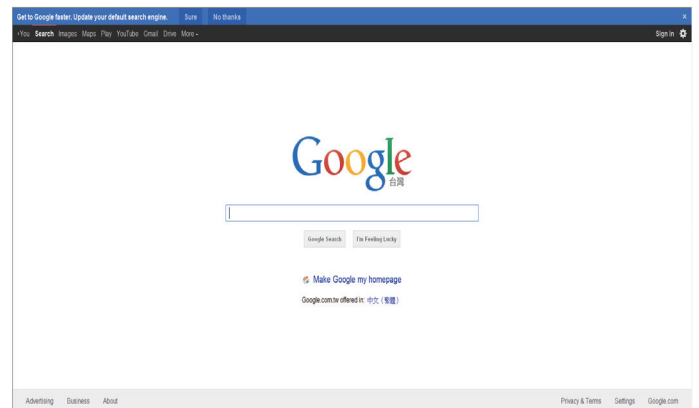 Get to Google faster. Update your default search engine. Sure No thanks x
+You Search Images Maps Play YouTube Gmail Drive More Sign in
Google
台灣
Google Search I'm Feeling Lucky
Make Google my homepage
Google.com.tw offered in: 中文（繁體）
Advertising Business About Privacy & Terms Settings Google.com